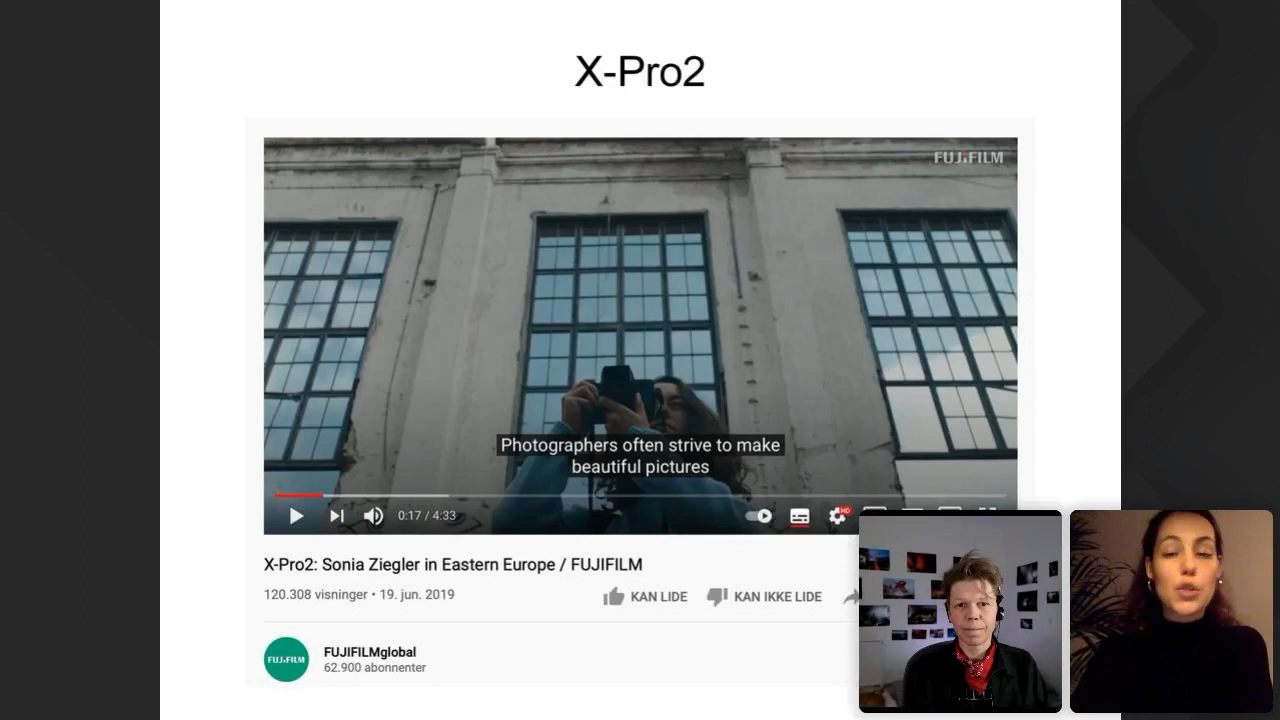 X-Pro2
FUJIFILM
Photographers often strive to make
beautiful pictures
0:17 / 4:33
HD
X-Pro2: Sonia Ziegler in Eastern Europe / FUJIFILM
120.308 visninger • 19. jun. 2019
KAN LIDE
KAN IKKE LIDE
FUJIFILM
FUJIFILMglobal
62.900 abonnenter